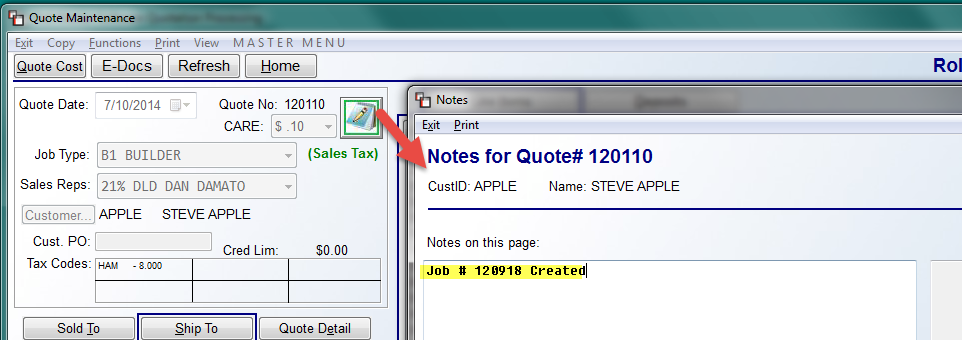 Quote Maintenance
Exit Copy Functions Print View MASTER MENU
Quote Cost E-Docs Refresh Home
Rol
Quote Date: 7/10/2014 Quote No: 120110
CARE: $ .10
Job Type: B1 BUILDER (Sales Tax)
Sales Reps: 21% DLD DAN DAMATO
Customer... APPLE STEVE APPLE
Cust. PO: Cred Lim: $0.00
Tax Codes: HAM - 8.000
Sold To Ship To Quote Detail
Notes
Exit Print
Notes for Quote# 120110
CustID: APPLE Name: STEVE APPLE
Notes on this page:
Job # 120918 Created